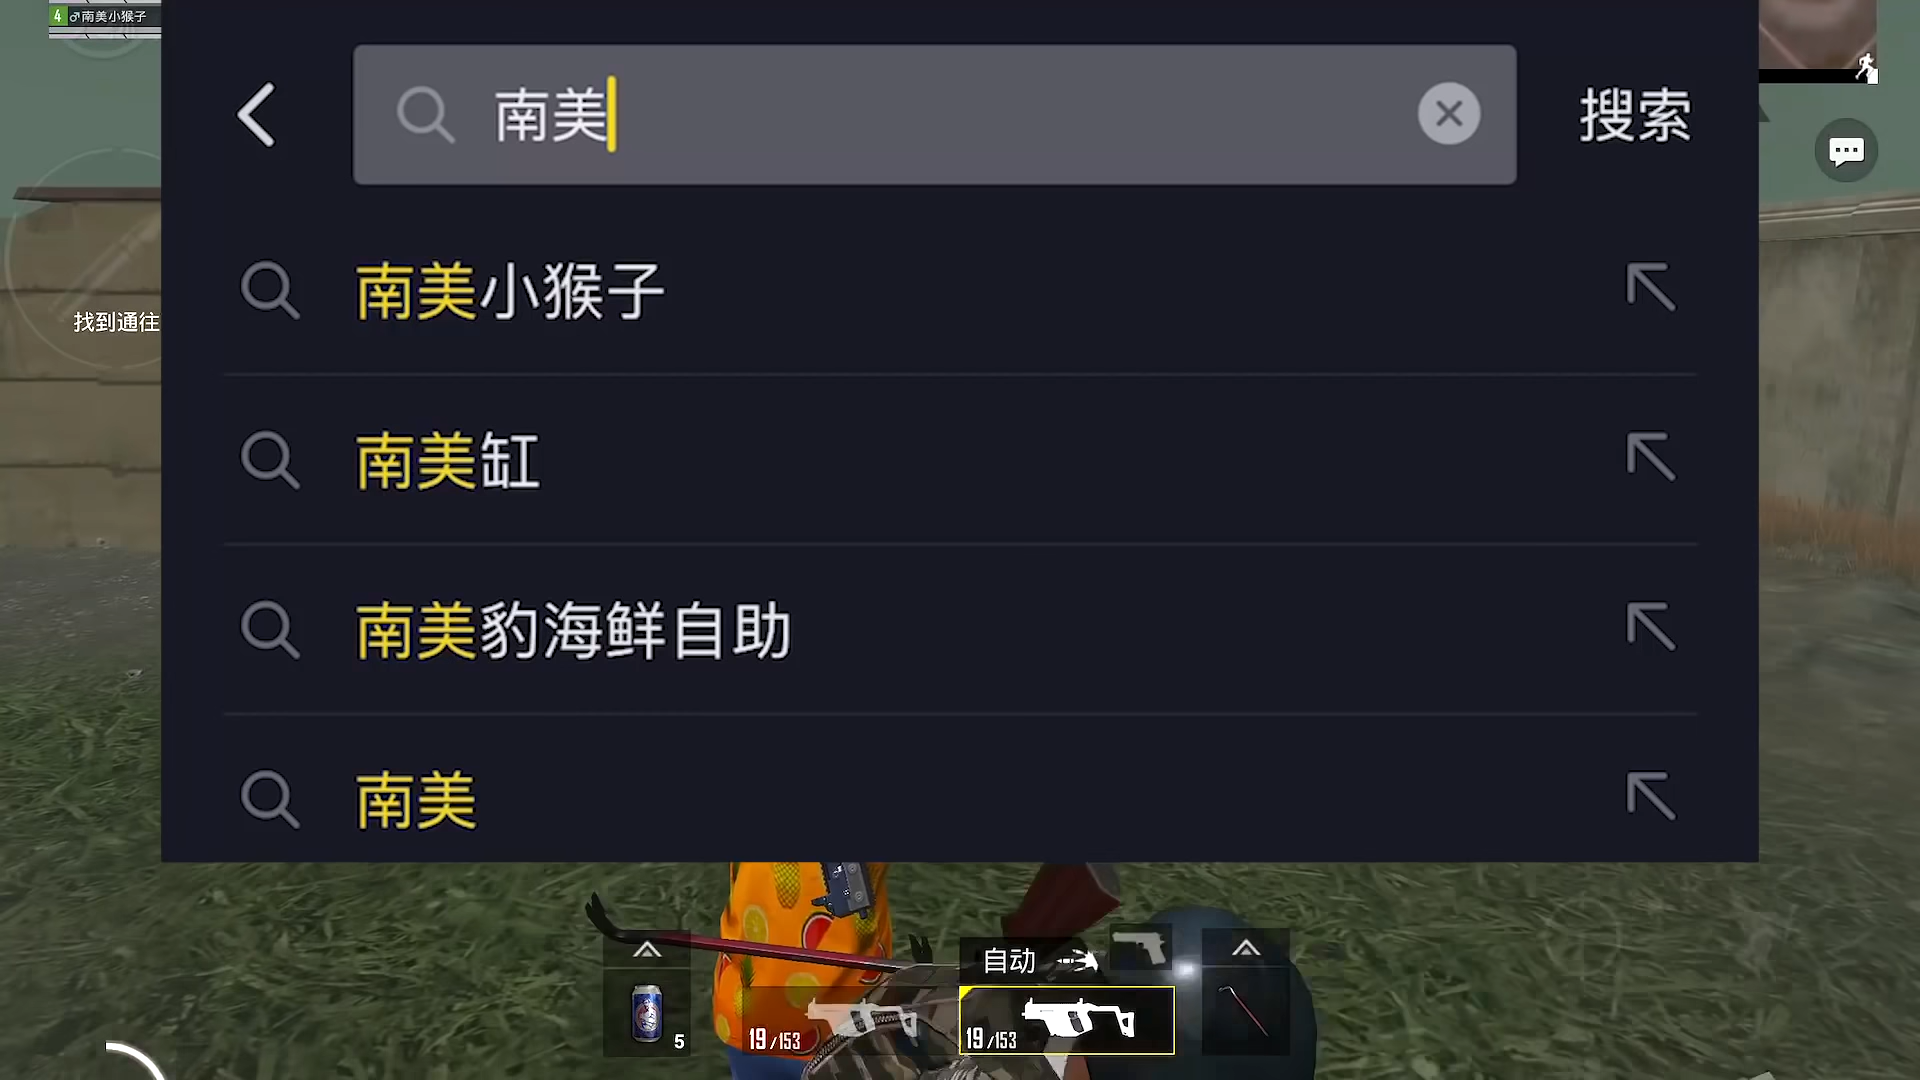 4 ♂南美小猴子
南美
搜索
南美小猴子
找到通往
南美缸
南美豹海鲜自助
南美
自动
5
19/153
19/153